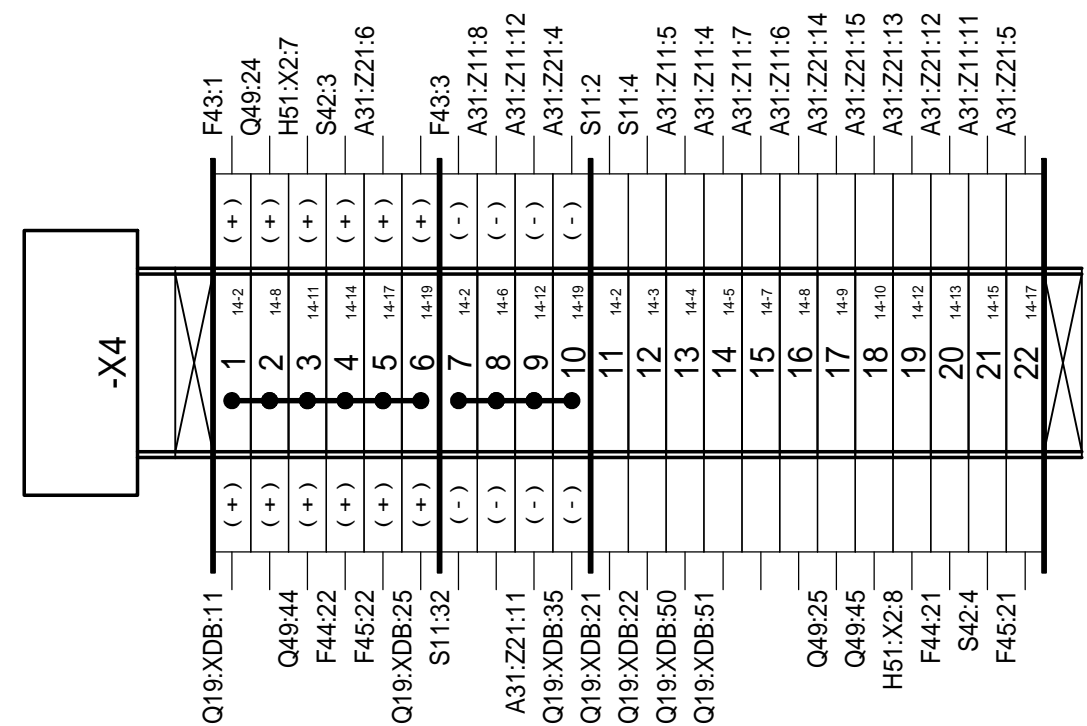 -X4
Q19:XDB:11 (+) 1 14-2 (+) F43:1
(+) 2 14-8 (+) Q49:24
Q49:44 (+) 3 14-11 (+) H51:X2:7
F44:22 (+) 4 14-14 (+) S42:3
F45:22 (+) 5 14-17 (+) A31:Z21:6
Q19:XDB:25 (+) 6 14-19 (+)
S11:32 (-) 7 14-2 (-) F43:3
(-) 8 14-6 (-) A31:Z11:8
A31:Z21:11 (-) 9 14-12 (-) A31:Z11:12
Q19:XDB:35 (-) 10 14-19 (-) A31:Z21:4
Q19:XDB:21 11 14-2 S11:2
Q19:XDB:22 12 14-3 S11:4
Q19:XDB:50 13 14-4 A31:Z11:5
Q19:XDB:51 14 14-5 A31:Z11:4
15 14-7 A31:Z11:7
16 14-8 A31:Z11:6
Q49:25 17 14-9 A31:Z21:14
Q49:45 18 14-10 A31:Z21:15
H51:X2:8 19 14-12 A31:Z21:13
F44:21 20 14-13 A31:Z21:12
S42:4 21 14-15 A31:Z11:11
F45:21 22 14-17 A31:Z21:5